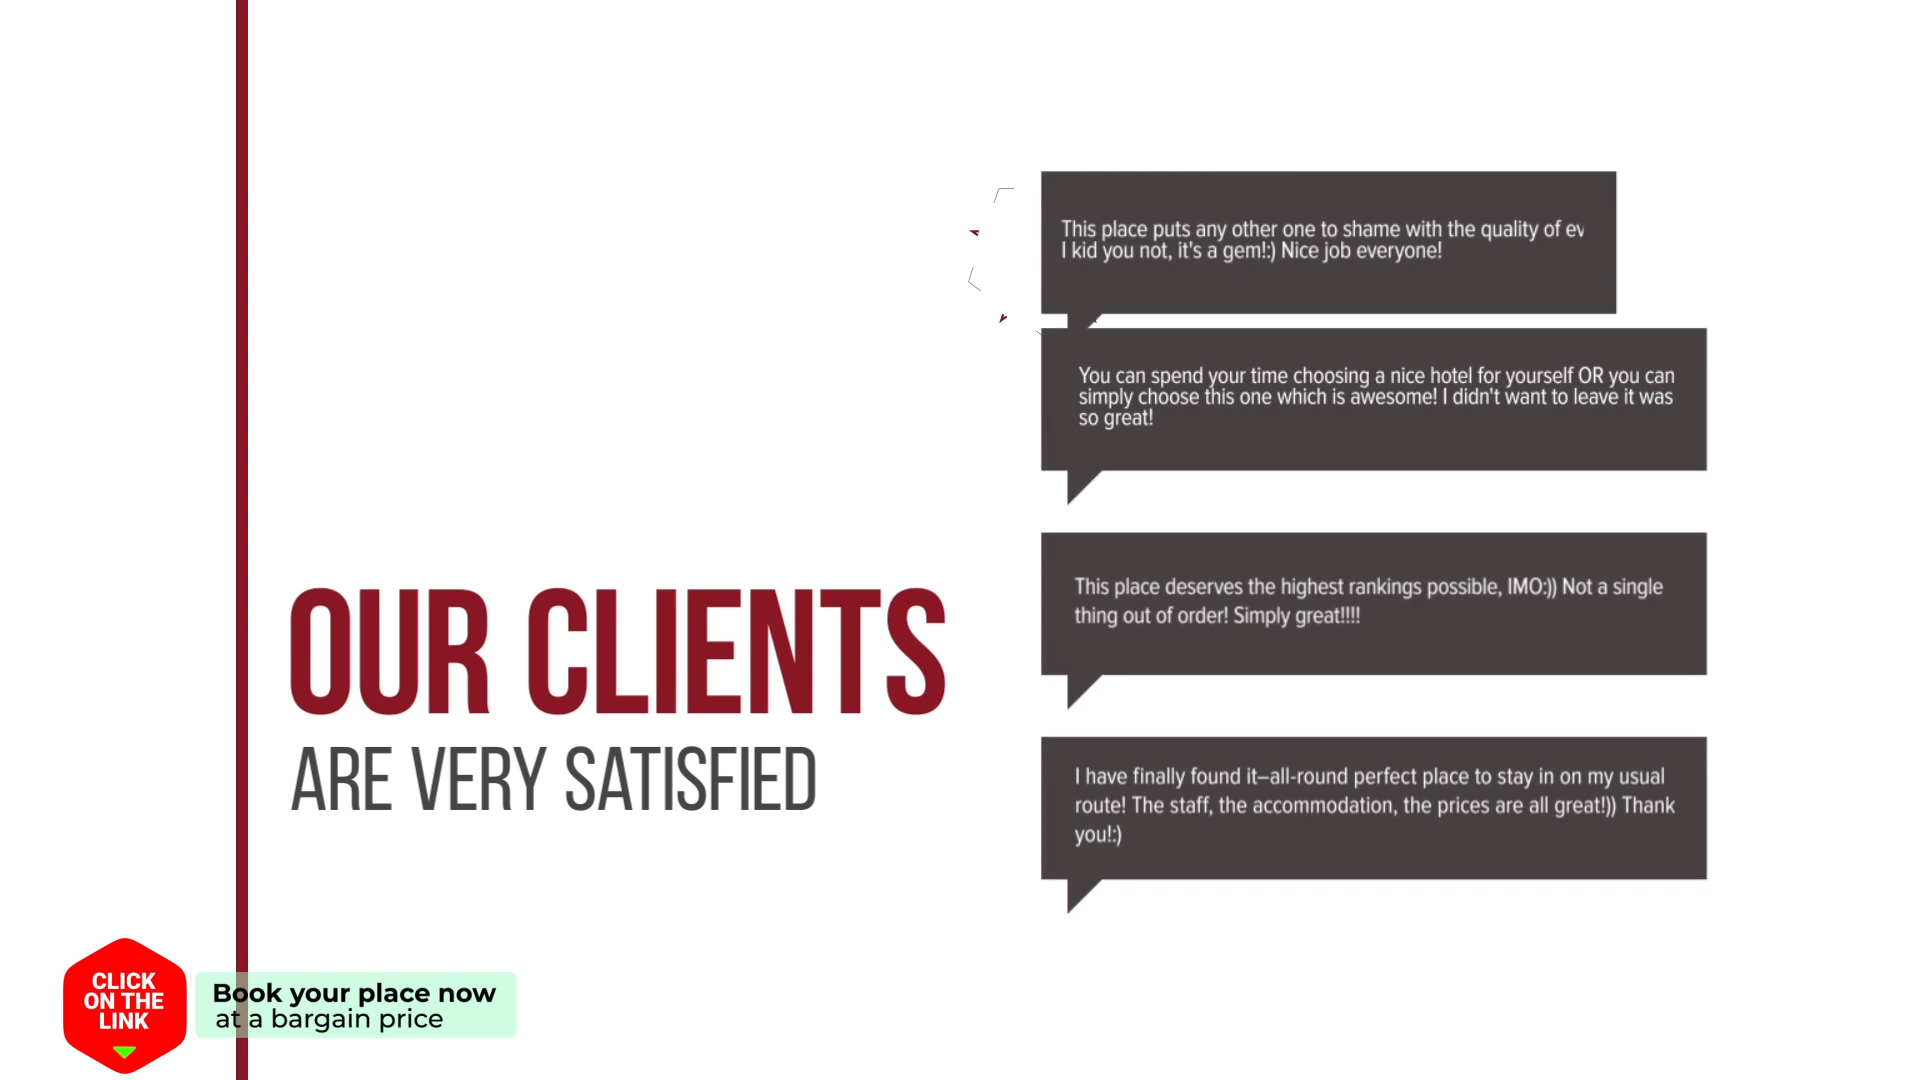 This place puts any other one to shame with the quality of ev
I kid you not, it's a gem!:) Nice job everyone!
You can spend your time choosing a nice hotel for yourself OR you can
simply choose this one which is awesome! I didn't want to leave it was
so great!
This place deserves the highest rankings possible, IMO:)) Not a single
thing out of order! Simply great!!!!
I have finally found it–all-round perfect place to stay in on my usual
route! The staff, the accommodation, the prices are all great!)) Thank
you!:)
OUR CLIENTS
ARE VERY SATISFIED
CLICK
ON THE
LINK
Book your place now
at a bargain price